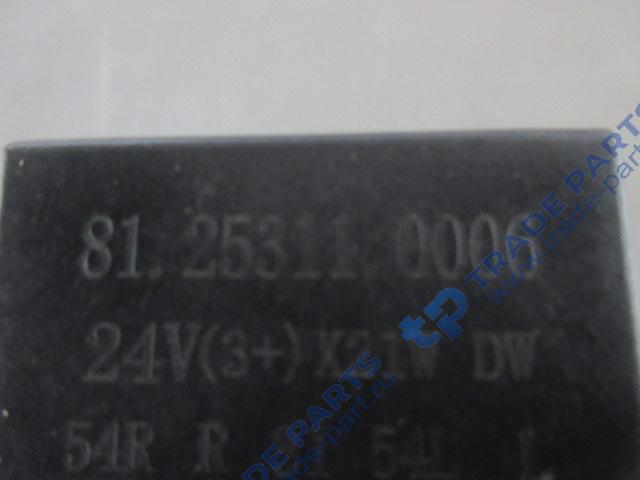 81.25311.0006
24V(3+)X21W DW
54R R 54L L
tp TRADE PARTS
www.trade-part.ru
TRADE PARTS
www.trade-part.ru